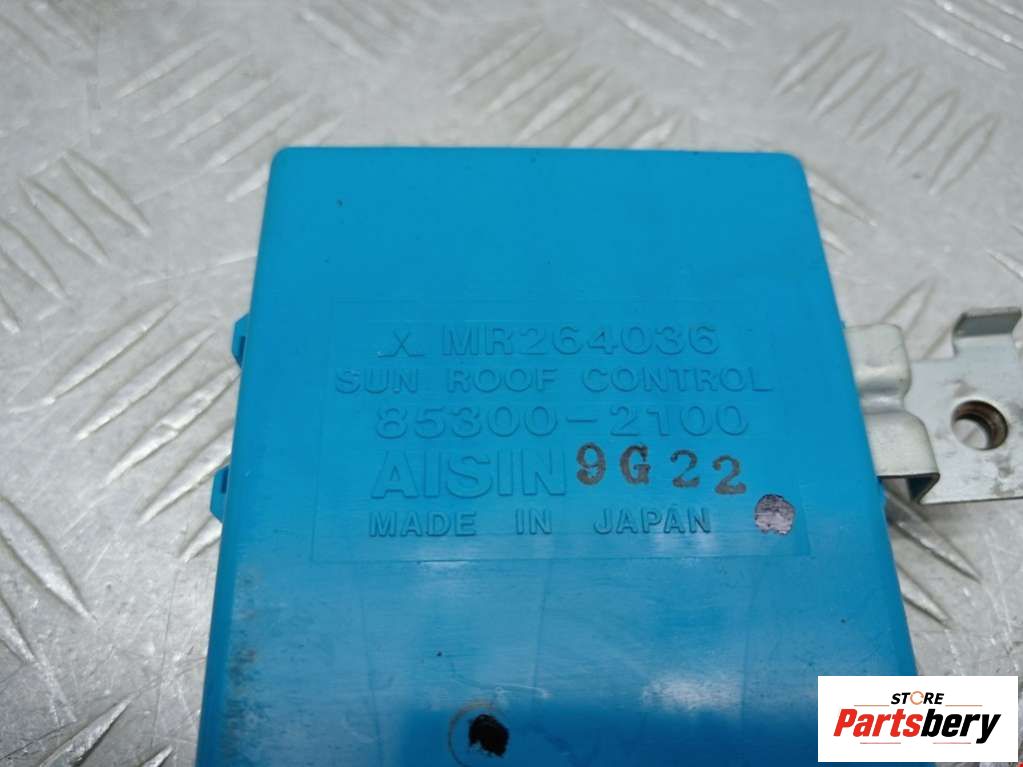 X MR264036
SUN ROOF CONTROL
85300-2100
AISIN 9G22
MADE IN JAPAN
STORE
Partsbery